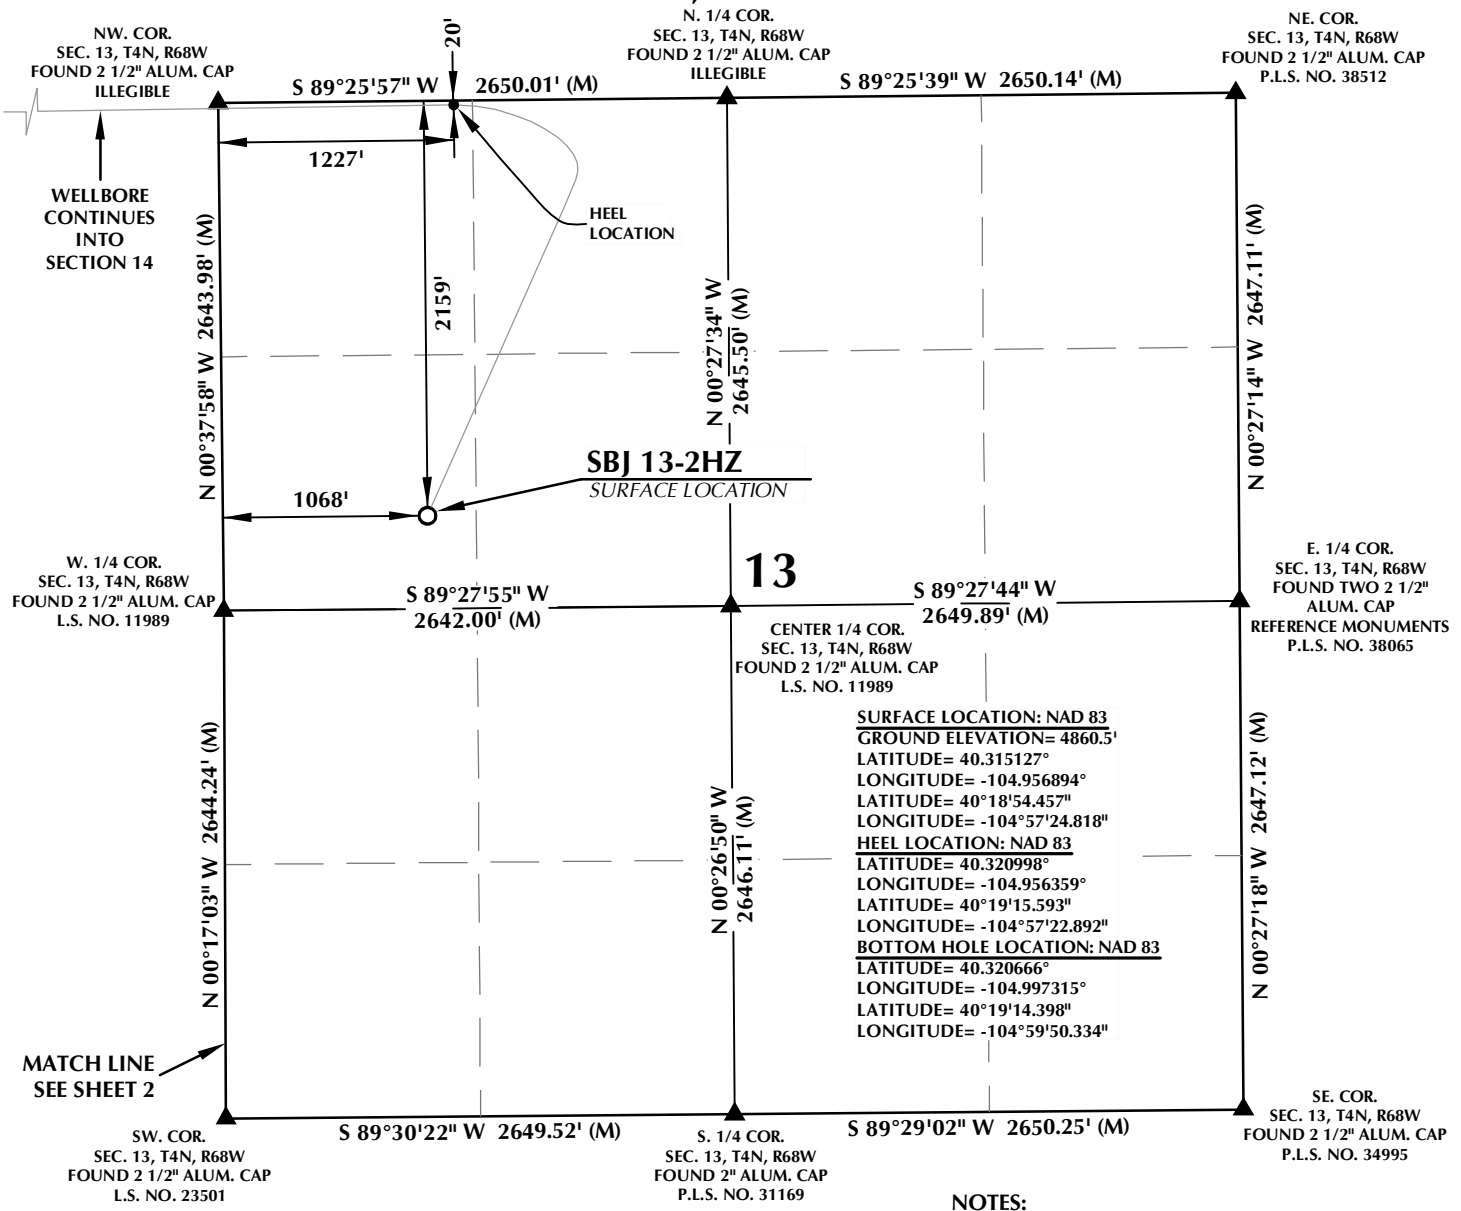 NW. COR.
SEC. 13, T4N, R68W
FOUND 2 1/2" ALUM. CAP
ILLEGIBLE
20'
N. 1/4 COR.
SEC. 13, T4N, R68W
FOUND 2 1/2" ALUM. CAP
ILLEGIBLE
NE. COR.
SEC. 13, T4N, R68W
FOUND 2 1/2" ALUM. CAP
P.L.S. NO. 38512
S 89°25'57" W 2650.01' (M)
S 89°25'39" W 2650.14' (M)
1227'
WELLBORE
CONTINUES
INTO
SECTION 14
HEEL
LOCATION
N 00°37'58" W 2643.98' (M)
2159'
N 00°27'34" W
2645.50' (M)
N 00°27'14" W 2647.11' (M)
SBJ 13-2HZ
SURFACE LOCATION
1068'
W. 1/4 COR.
SEC. 13, T4N, R68W
FOUND 2 1/2" ALUM. CAP
L.S. NO. 11989
S 89°27'55" W
2642.00' (M)
13
S 89°27'44" W
2649.89' (M)
E. 1/4 COR.
SEC. 13, T4N, R68W
FOUND TWO 2 1/2"
ALUM. CAP
REFERENCE MONUMENTS
P.L.S. NO. 38065
CENTER 1/4 COR.
SEC. 13, T4N, R68W
FOUND 2 1/2" ALUM. CAP
L.S. NO. 11989
N 00°17'03" W 2644.24' (M)
N 00°26'50" W
2646.11' (M)
SURFACE LOCATION: NAD 83
GROUND ELEVATION= 4860.5'
LATITUDE= 40.315127°
LONGITUDE= -104.956894°
LATITUDE= 40°18'54.457"
LONGITUDE= -104°57'24.818"
HEEL LOCATION: NAD 83
LATITUDE= 40.320998°
LONGITUDE= -104.956359°
LATITUDE= 40°19'15.593"
LONGITUDE= -104°57'22.892"
BOTTOM HOLE LOCATION: NAD 83
LATITUDE= 40.320666°
LONGITUDE= -104.997315°
LATITUDE= 40°19'14.398"
LONGITUDE= -104°59'50.334"
N 00°27'18" W 2647.12' (M)
MATCH LINE
SEE SHEET 2
SW. COR.
SEC. 13, T4N, R68W
FOUND 2 1/2" ALUM. CAP
L.S. NO. 23501
S 89°30'22" W 2649.52' (M)
S. 1/4 COR.
SEC. 13, T4N, R68W
FOUND 2" ALUM. CAP
P.L.S. NO. 31169
S 89°29'02" W 2650.25' (M)
SE. COR.
SEC. 13, T4N, R68W
FOUND 2 1/2" ALUM. CAP
P.L.S. NO. 34995
NOTES: